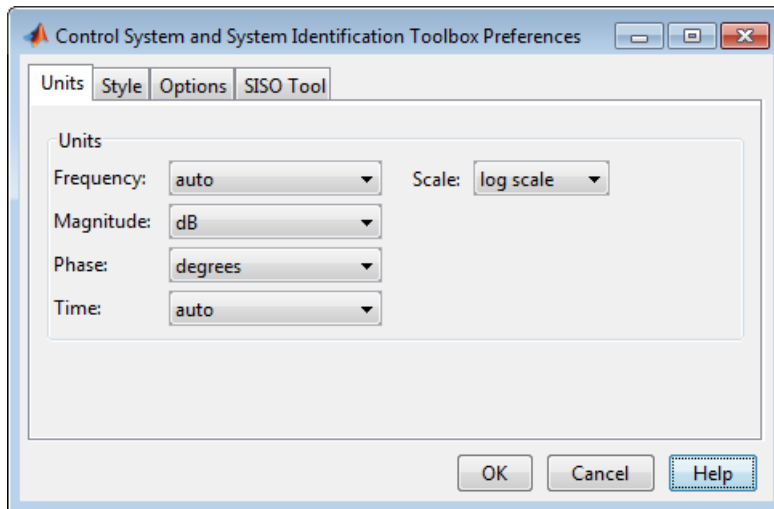 Control System and System Identification Toolbox Preferences
Units Style Options SISO Tool
Units
Frequency: auto Scale: log scale
Magnitude: dB
Phase: degrees
Time: auto
OK Cancel Help